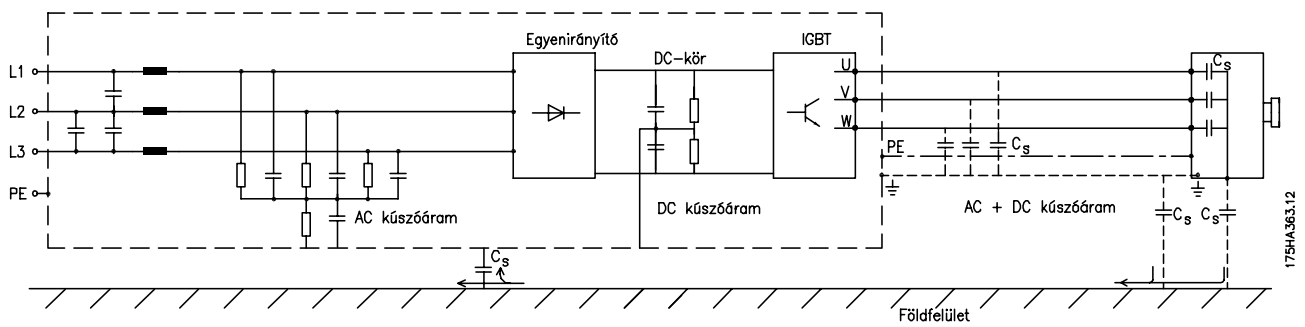 Egyenirányító
IGBT
DC-kör
L1
L2
L3
PE
U
V
W
PE
Cs
Cs
AC kúszóáram
DC kúszóáram
AC + DC kúszóáram
Cs
Cs
Cs
Földfelület
175HA363.12